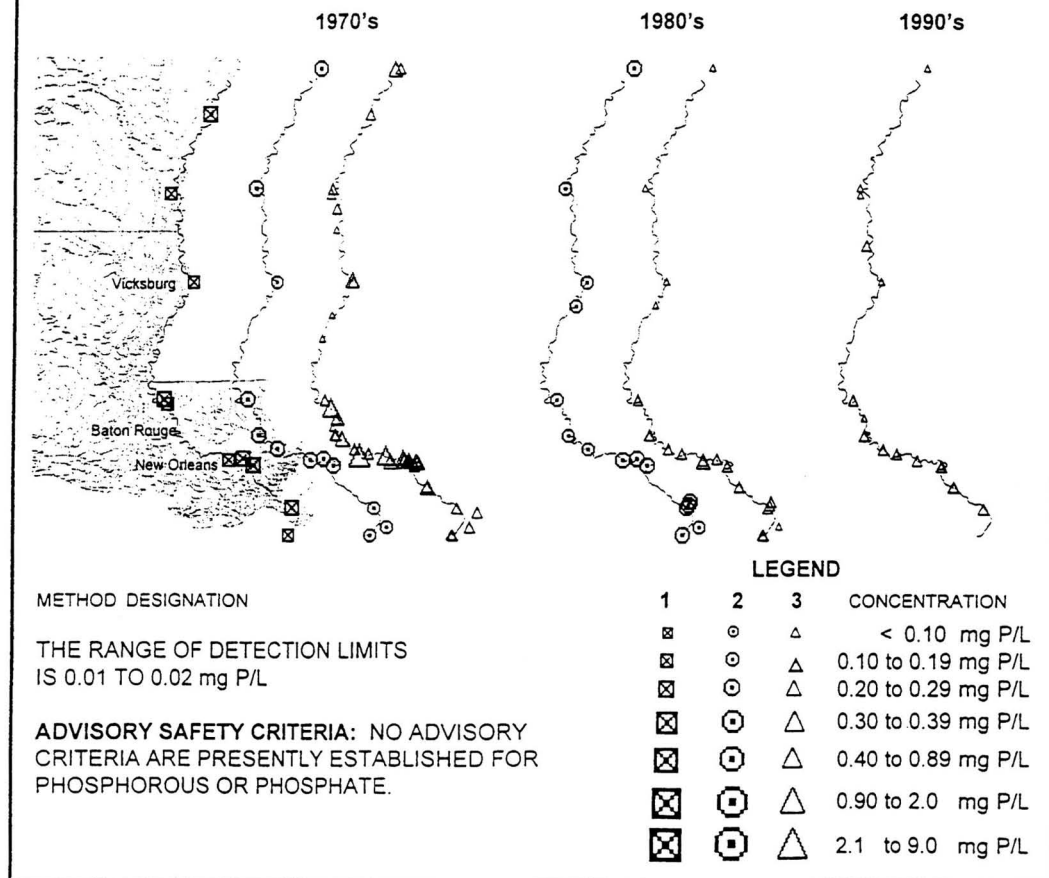 1970's 1980's 1990's
Vicksburg
Baton Rouge
New Orleans
LEGEND
METHOD DESIGNATION
1 2 3 CONCENTRATION
< 0.10 mg P/L
THE RANGE OF DETECTION LIMITS
IS 0.01 TO 0.02 mg P/L
0.10 to 0.19 mg P/L
0.20 to 0.29 mg P/L
ADVISORY SAFETY CRITERIA: NO ADVISORY
CRITERIA ARE PRESENTLY ESTABLISHED FOR
PHOSPHOROUS OR PHOSPHATE.
0.30 to 0.39 mg P/L
0.40 to 0.89 mg P/L
0.90 to 2.0 mg P/L
2.1 to 9.0 mg P/L